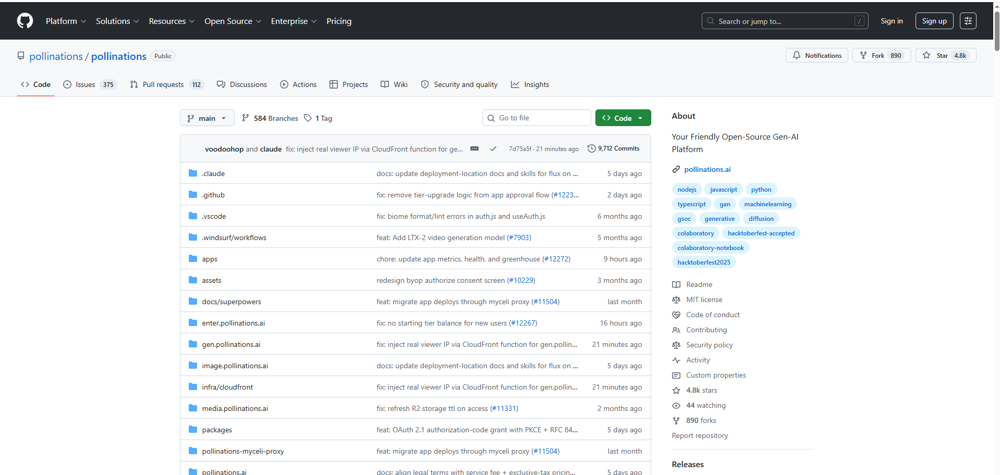 Platform Solutions Resources Open Source Enterprise Pricing Search or jump to... / Sign in Sign up
pollinations / pollinations Public Notifications Fork 890 Star 4.8k
Code Issues 375 Pull requests 112 Discussions Actions Projects Wiki Security and quality Insights
main 584 Branches 1 Tag Go to file Code
voodoohop and claude fix: inject real viewer IP via CloudFront function for ge... 7d75a5f · 21 minutes ago 9,712 Commits
.claude docs: update deployment-location docs and skills for flux on ... 5 days ago
.github fix: remove tier-upgrade logic from app approval flow (#1223... 2 days ago
.vscode fix: biome format/lint errors in auth.js and useAuth.js 6 months ago
.windsurf/workflows feat: Add LTX-2 video generation model (#7903) 5 months ago
apps chore: update app metrics, health, and greenhouse (#12272) 9 hours ago
assets redesign byop authorize consent screen (#10229) 3 months ago
docs/superpowers feat: migrate app deploys through myceli proxy (#11504) last month
enter.pollinations.ai fix: no starting tier balance for new users (#12267) 16 hours ago
gen.pollinations.ai fix: inject real viewer IP via CloudFront function for gen.pollin... 21 minutes ago
image.pollinations.ai docs: update deployment-location docs and skills for flux on ... 5 days ago
infra/cloudfront fix: inject real viewer IP via CloudFront function for gen.pollin... 21 minutes ago
media.pollinations.ai fix: refresh R2 storage ttl on access (#11331) 2 months ago
packages feat: OAuth 2.1 authorization-code grant with PKCE + RFC 84... 5 days ago
pollinations-myceli-proxy feat: migrate app deploys through myceli proxy (#11504) last month
pollinations.ai docs: align legal terms with service fee + exclusive-tax pricin... 5 days ago
About
Your Friendly Open-Source Gen-AI
Platform
pollinations.ai
nodejs javascript python
typescript gan machinelearning
gsoc generative diffusion
colaboratory hacktoberfest-accepted
colaboratory-notebook
hacktoberfest2025
Readme
MIT license
Code of conduct
Contributing
Security policy
Activity
Custom properties
4.8k stars
44 watching
890 forks
Report repository
Releases